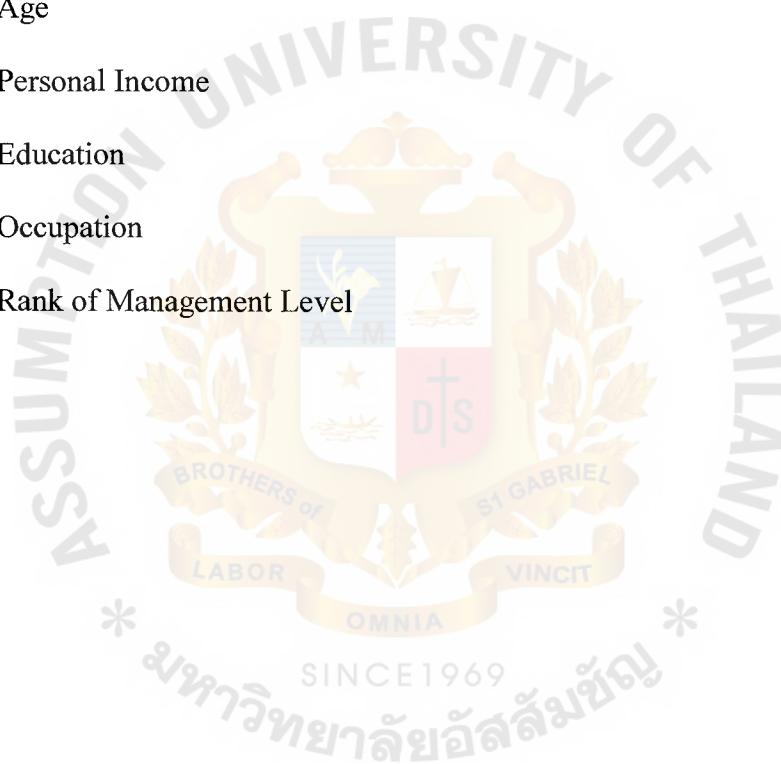 Age
Personal Income
Education
Occupation
Rank of Management Level
ASSUMPTION UNIVERSITY OF THAILAND
A M
D S
BROTHERS of ST GABRIEL
LABOR
VINCIT
OMNIA
* SINCE1969 *
มหาวิทยาลัยอัสสัมชัญ